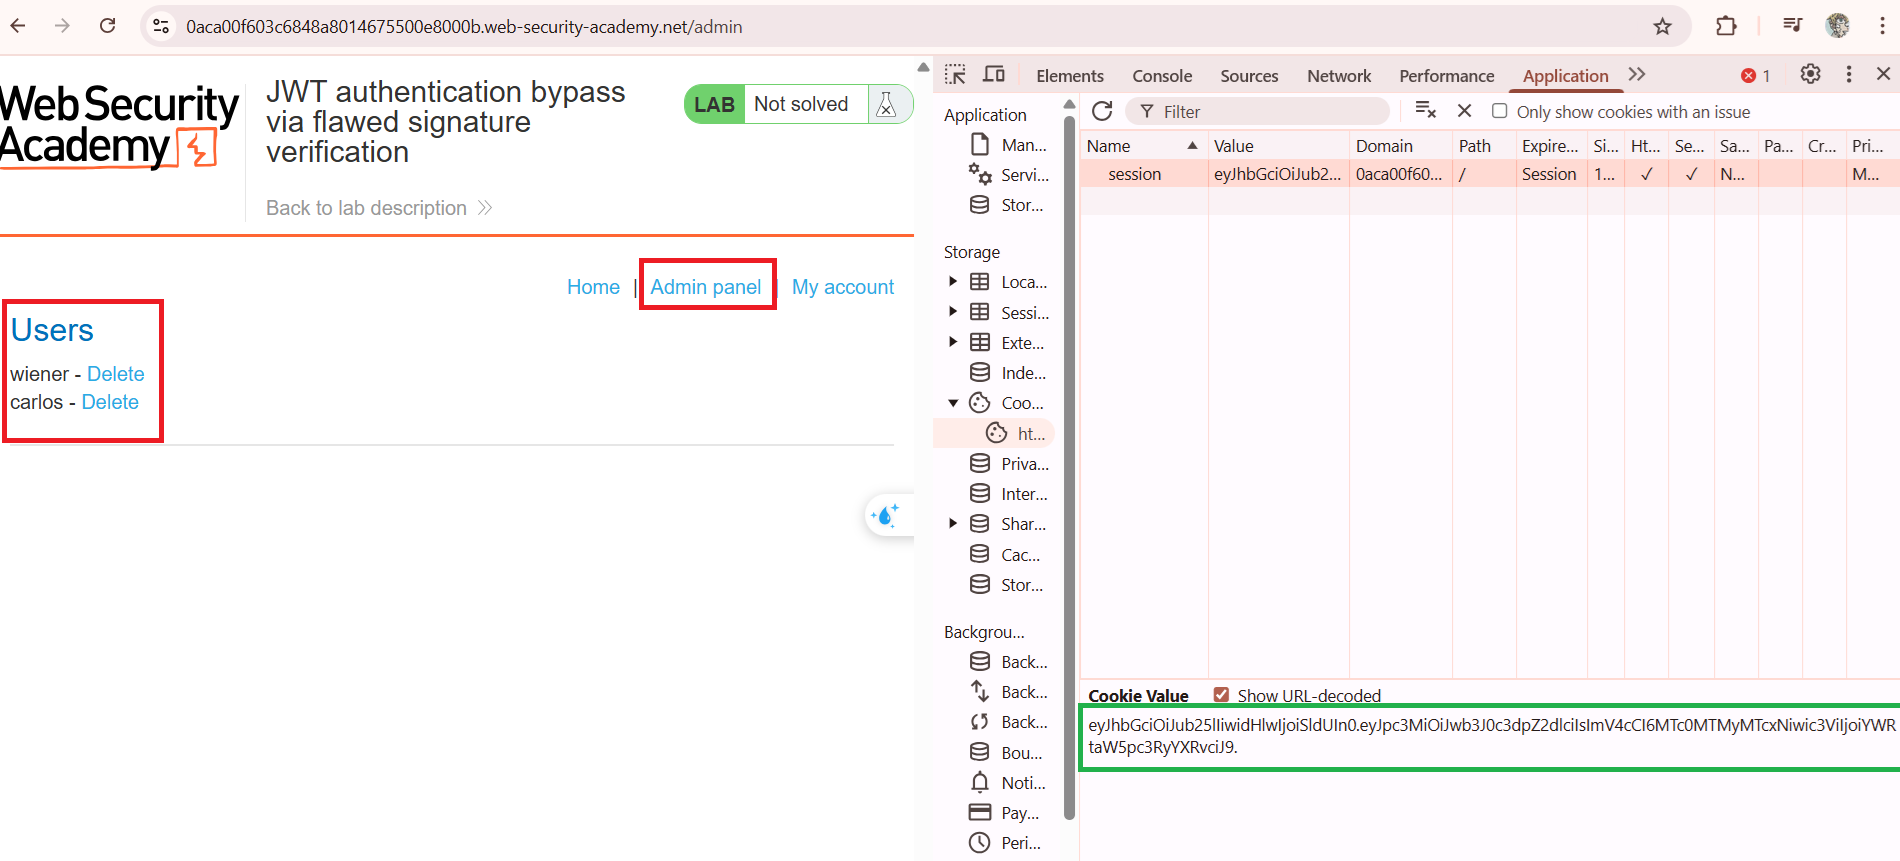 0aca00f603c6848a8014675500e8000b.web-security-academy.net/admin
Web Security
Academy
JWT authentication bypass
via flawed signature
verification
LAB Not solved
Back to lab description
Home | Admin panel | My account
Users
wiener - Delete
carlos - Delete
Elements Console Sources Network Performance Application 1
Application
Man...
Servi...
Stor...
Storage
Loca...
Sessi...
Exte...
Inde...
Coo...
ht...
Priva...
Inter...
Shar...
Cac...
Stor...
Backgrou...
Back...
Back...
Back...
Bou...
Noti...
Pay...
Peri...
Filter Only show cookies with an issue
Name Value Domain Path Expire... Si... Ht... Se... Sa... Pa... Cr... Pri...
session eyJhbGciOiJub2... 0aca00f60... / Session 1... ✓ ✓ N... M...
Cookie Value Show URL-decoded
eyJhbGciOiJub25lIiwidHlwIjoiSldUIn0.eyJpc3MiOiJwb3J0c3dpZ2dlciIsImV4cCI6MTc0MTMyMTcxNiwic3ViIjoiYWR
taW5pc3RyYXRvciJ9.